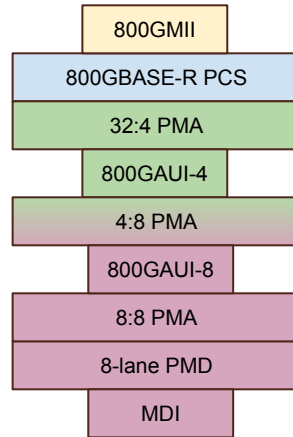 800GMII
800GBASE-R PCS
32:4 PMA
800GAUI-4
4:8 PMA
800GAUI-8
8:8 PMA
8-lane PMD
MDI